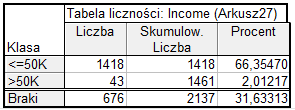 Tabela liczności: Income (Arkusz27)
Klasa Liczba Skumulow. Liczba Procent
<=50K 1418 1418 66,35470
>50K 43 1461 2,01217
Braki 676 2137 31,63313